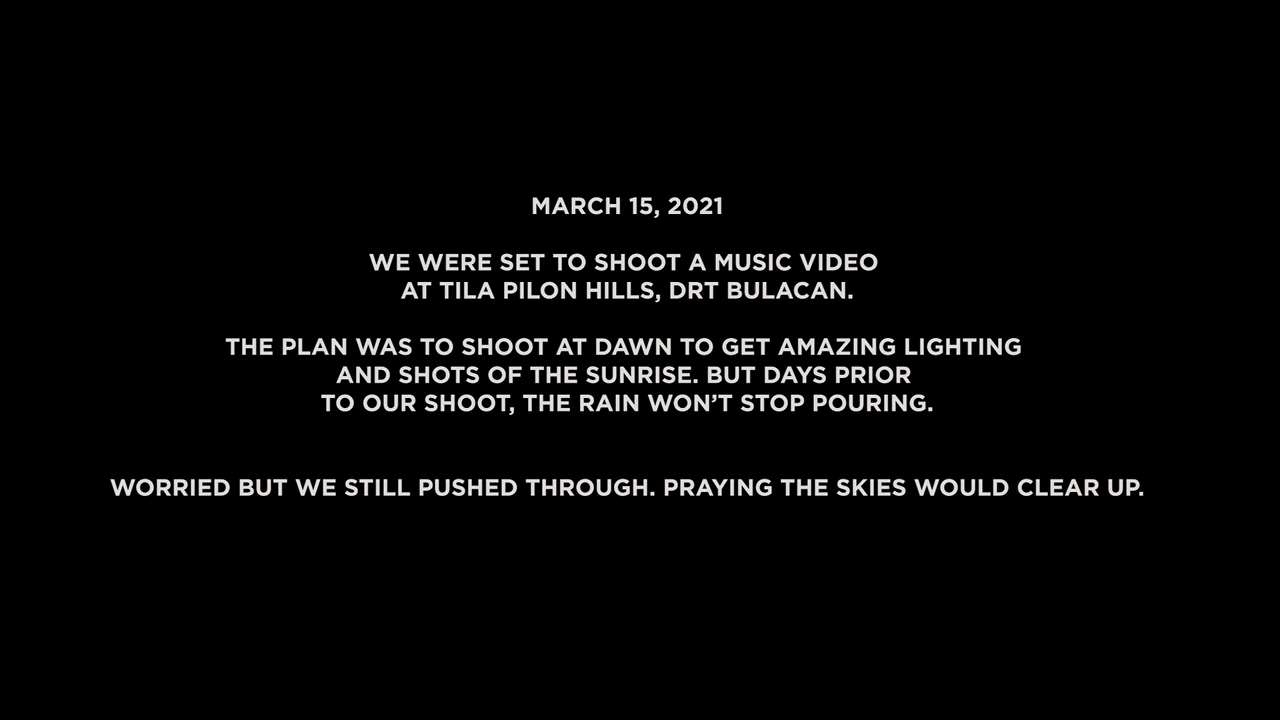 MARCH 15, 2021
WE WERE SET TO SHOOT A MUSIC VIDEO
AT TILA PILON HILLS, DRT BULACAN.
THE PLAN WAS TO SHOOT AT DAWN TO GET AMAZING LIGHTING
AND SHOTS OF THE SUNRISE. BUT DAYS PRIOR
TO OUR SHOOT, THE RAIN WON’T STOP POURING.
WORRIED BUT WE STILL PUSHED THROUGH. PRAYING THE SKIES WOULD CLEAR UP.